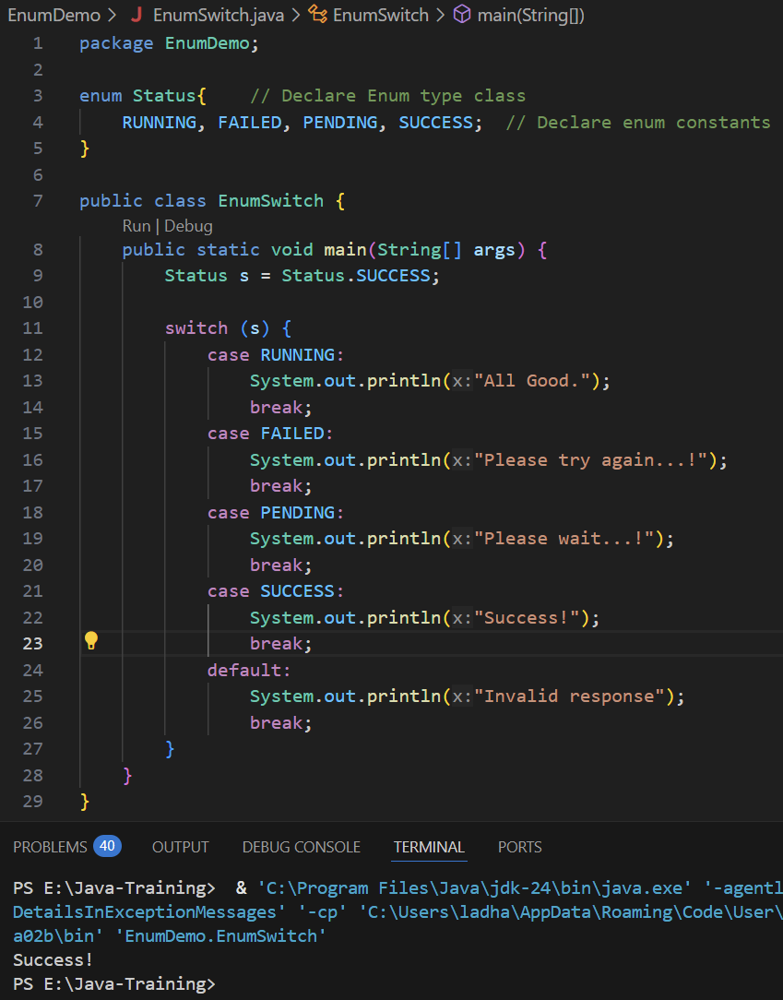 EnumDemo > J EnumSwitch.java > EnumSwitch > main(String[])
1 package EnumDemo;
2
3 enum Status{    // Declare Enum type class
4     RUNNING, FAILED, PENDING, SUCCESS;  // Declare enum constants
5 }
6
7 public class EnumSwitch {
Run | Debug
8     public static void main(String[] args) {
9         Status s = Status.SUCCESS;
10
11         switch (s) {
12             case RUNNING:
13                 System.out.println(x:"All Good.");
14                 break;
15             case FAILED:
16                 System.out.println(x:"Please try again...!");
17                 break;
18             case PENDING:
19                 System.out.println(x:"Please wait...!");
20                 break;
21             case SUCCESS:
22                 System.out.println(x:"Success!");
23                 break;
24             default:
25                 System.out.println(x:"Invalid response");
26                 break;
27         }
28     }
29 }
PROBLEMS 40 OUTPUT DEBUG CONSOLE TERMINAL PORTS
PS E:\Java-Training>  & 'C:\Program Files\Java\jdk-24\bin\java.exe' '-agentl
DetailsInExceptionMessages' '-cp' 'C:\Users\ladha\AppData\Roaming\Code\User\
a02b\bin' 'EnumDemo.EnumSwitch'
Success!
PS E:\Java-Training>